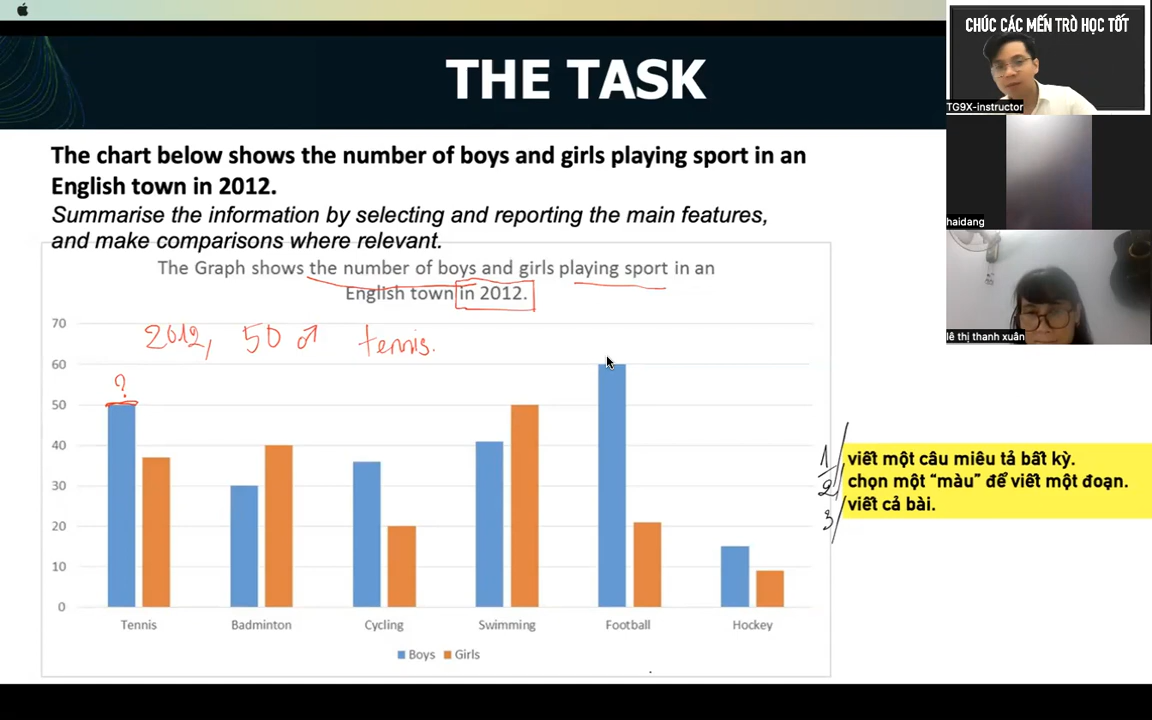 THE TASK
The chart below shows the number of boys and girls playing sport in an
English town in 2012.
Summarise the information by selecting and reporting the main features,
and make comparisons where relevant.
The Graph shows the number of boys and girls playing sport in an
English town in 2012.
2012, 50 ♂ tennis.
?
70
60
50
40
30
20
10
0
Tennis Badminton Cycling Swimming Football Hockey
Boys Girls
1/ viết một câu miêu tả bất kỳ.
2/ chọn một “màu” để viết một đoạn.
3/ viết cả bài.
CHÚC CÁC MẾN TRÒ HỌC TỐT
TG9X-instructor
haidang
lê thị thanh xuân